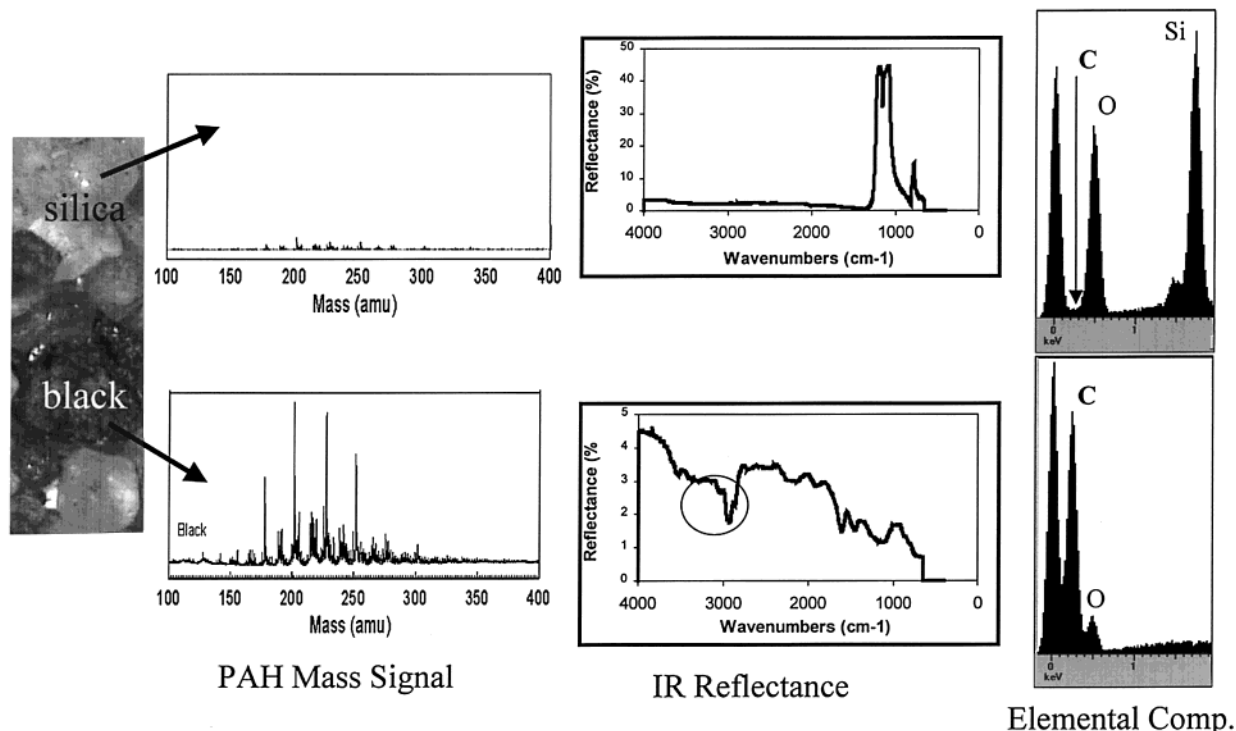 silica
black
100 150 200 250 300 350 400
Mass (amu)
Reflectance (%)
50
40
30
20
10
0
4000 3000 2000 1000 0
Wavenumbers (cm-1)
Si
C
O
0 1
keV
Black
100 150 200 250 300 350 400
Mass (amu)
Reflectance (%
5
4
3
2
1
0
4000 3000 2000 1000 0
Wavenumbers (cm-1)
C
O
0 1
keV
PAH Mass Signal
IR Reflectance
Elemental Comp.